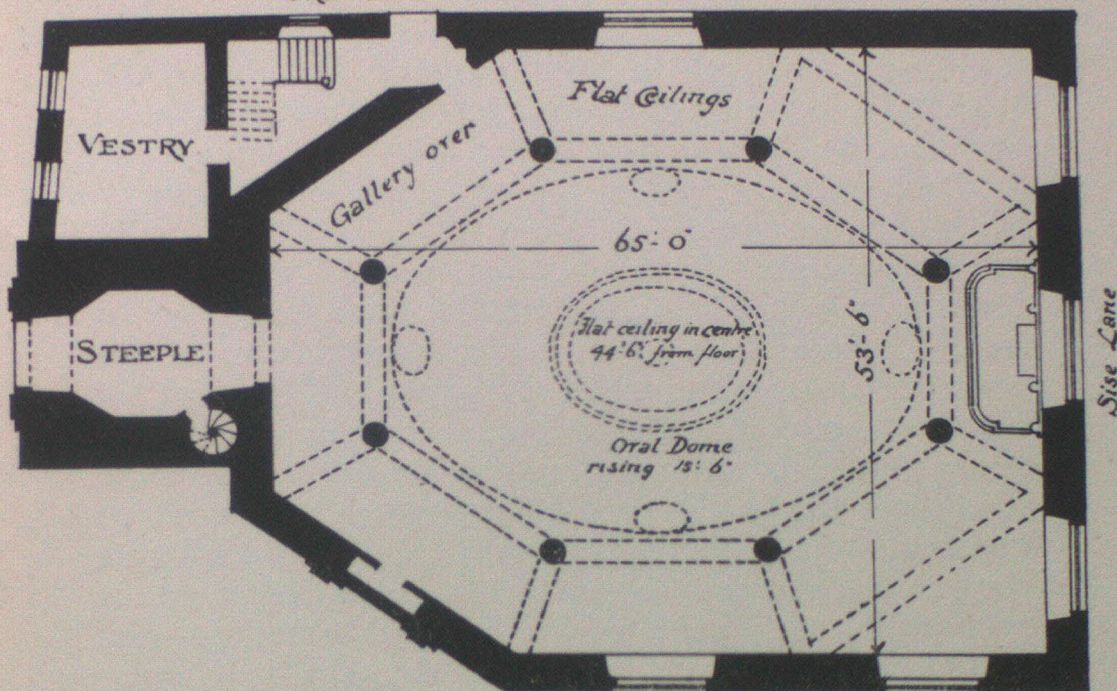 Flat Ceilings
VESTRY
Gallery over
65'-0"
Flat ceiling in centre
44'-6" from floor
STEEPLE
53'-6"
Sise Lane
Oval Dome
rising 15'-6"